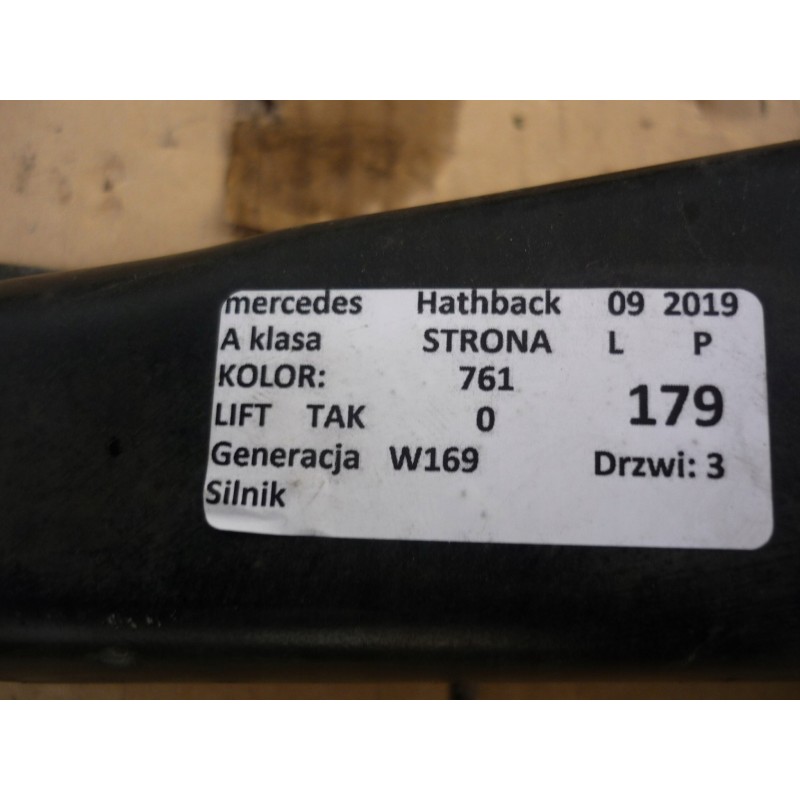 mercedes Hathback 09 2019
A klasa STRONA L P
KOLOR: 761
LIFT TAK 0 179
Generacja W169 Drzwi: 3
Silnik